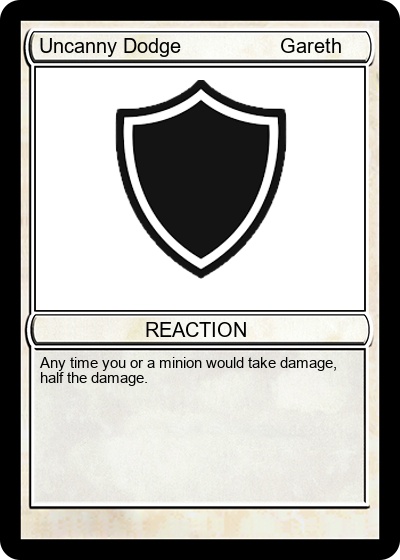 Uncanny Dodge Gareth
REACTION
Any time you or a minion would take damage,
half the damage.